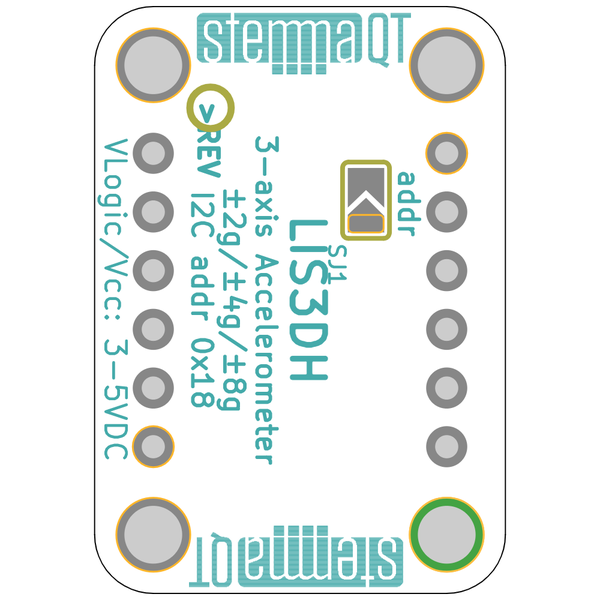 stemma QT
addr
SJ1
LIS3DH
3-axis Accelerometer
±2g/±4g/±8g
I2C addr 0x18
>REV
VLogic/Vcc: 3-5VDC
stemma QT